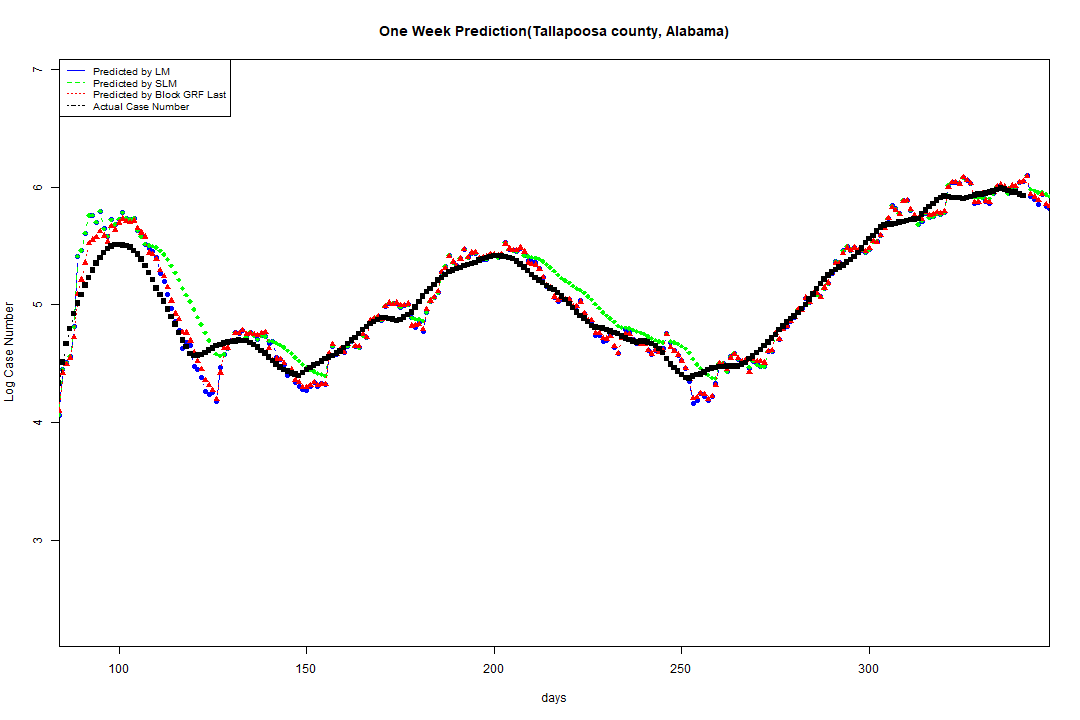 One Week Prediction(Tallapoosa county, Alabama)
Predicted by LM
Predicted by SLM
Predicted by Block GRF Last
Actual Case Number
7
6
5
4
3
Log Case Number
100 150 200 250 300
days